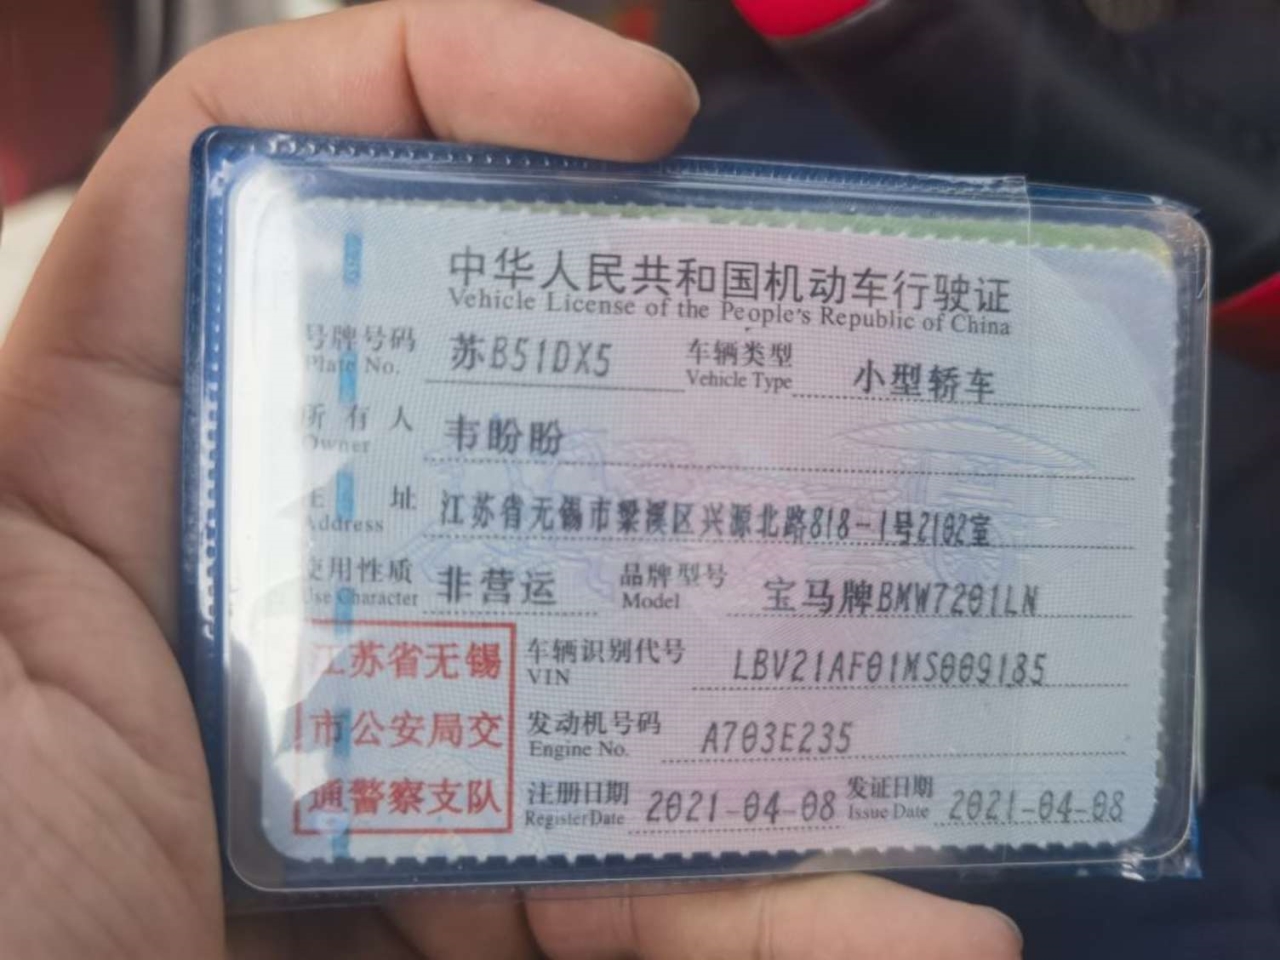 中华人民共和国机动车行驶证
Vehicle License of the People's Republic of China
号牌号码 苏B51DX5 车辆类型 小型轿车
Plate No. Vehicle Type
所有人 韦盼盼
Owner
住址 江苏省无锡市梁溪区兴源北路818-1号2102室
Address
使用性质 非营运 品牌型号 宝马牌BMW7201LN
Use Character Model
江苏省无锡
市公安局交
通警察支队
车辆识别代号 LBV21AF01MS009185
VIN
发动机号码 A703E235
Engine No.
注册日期 2021-04-08 发证日期 2021-04-08
Register Date Issue Date